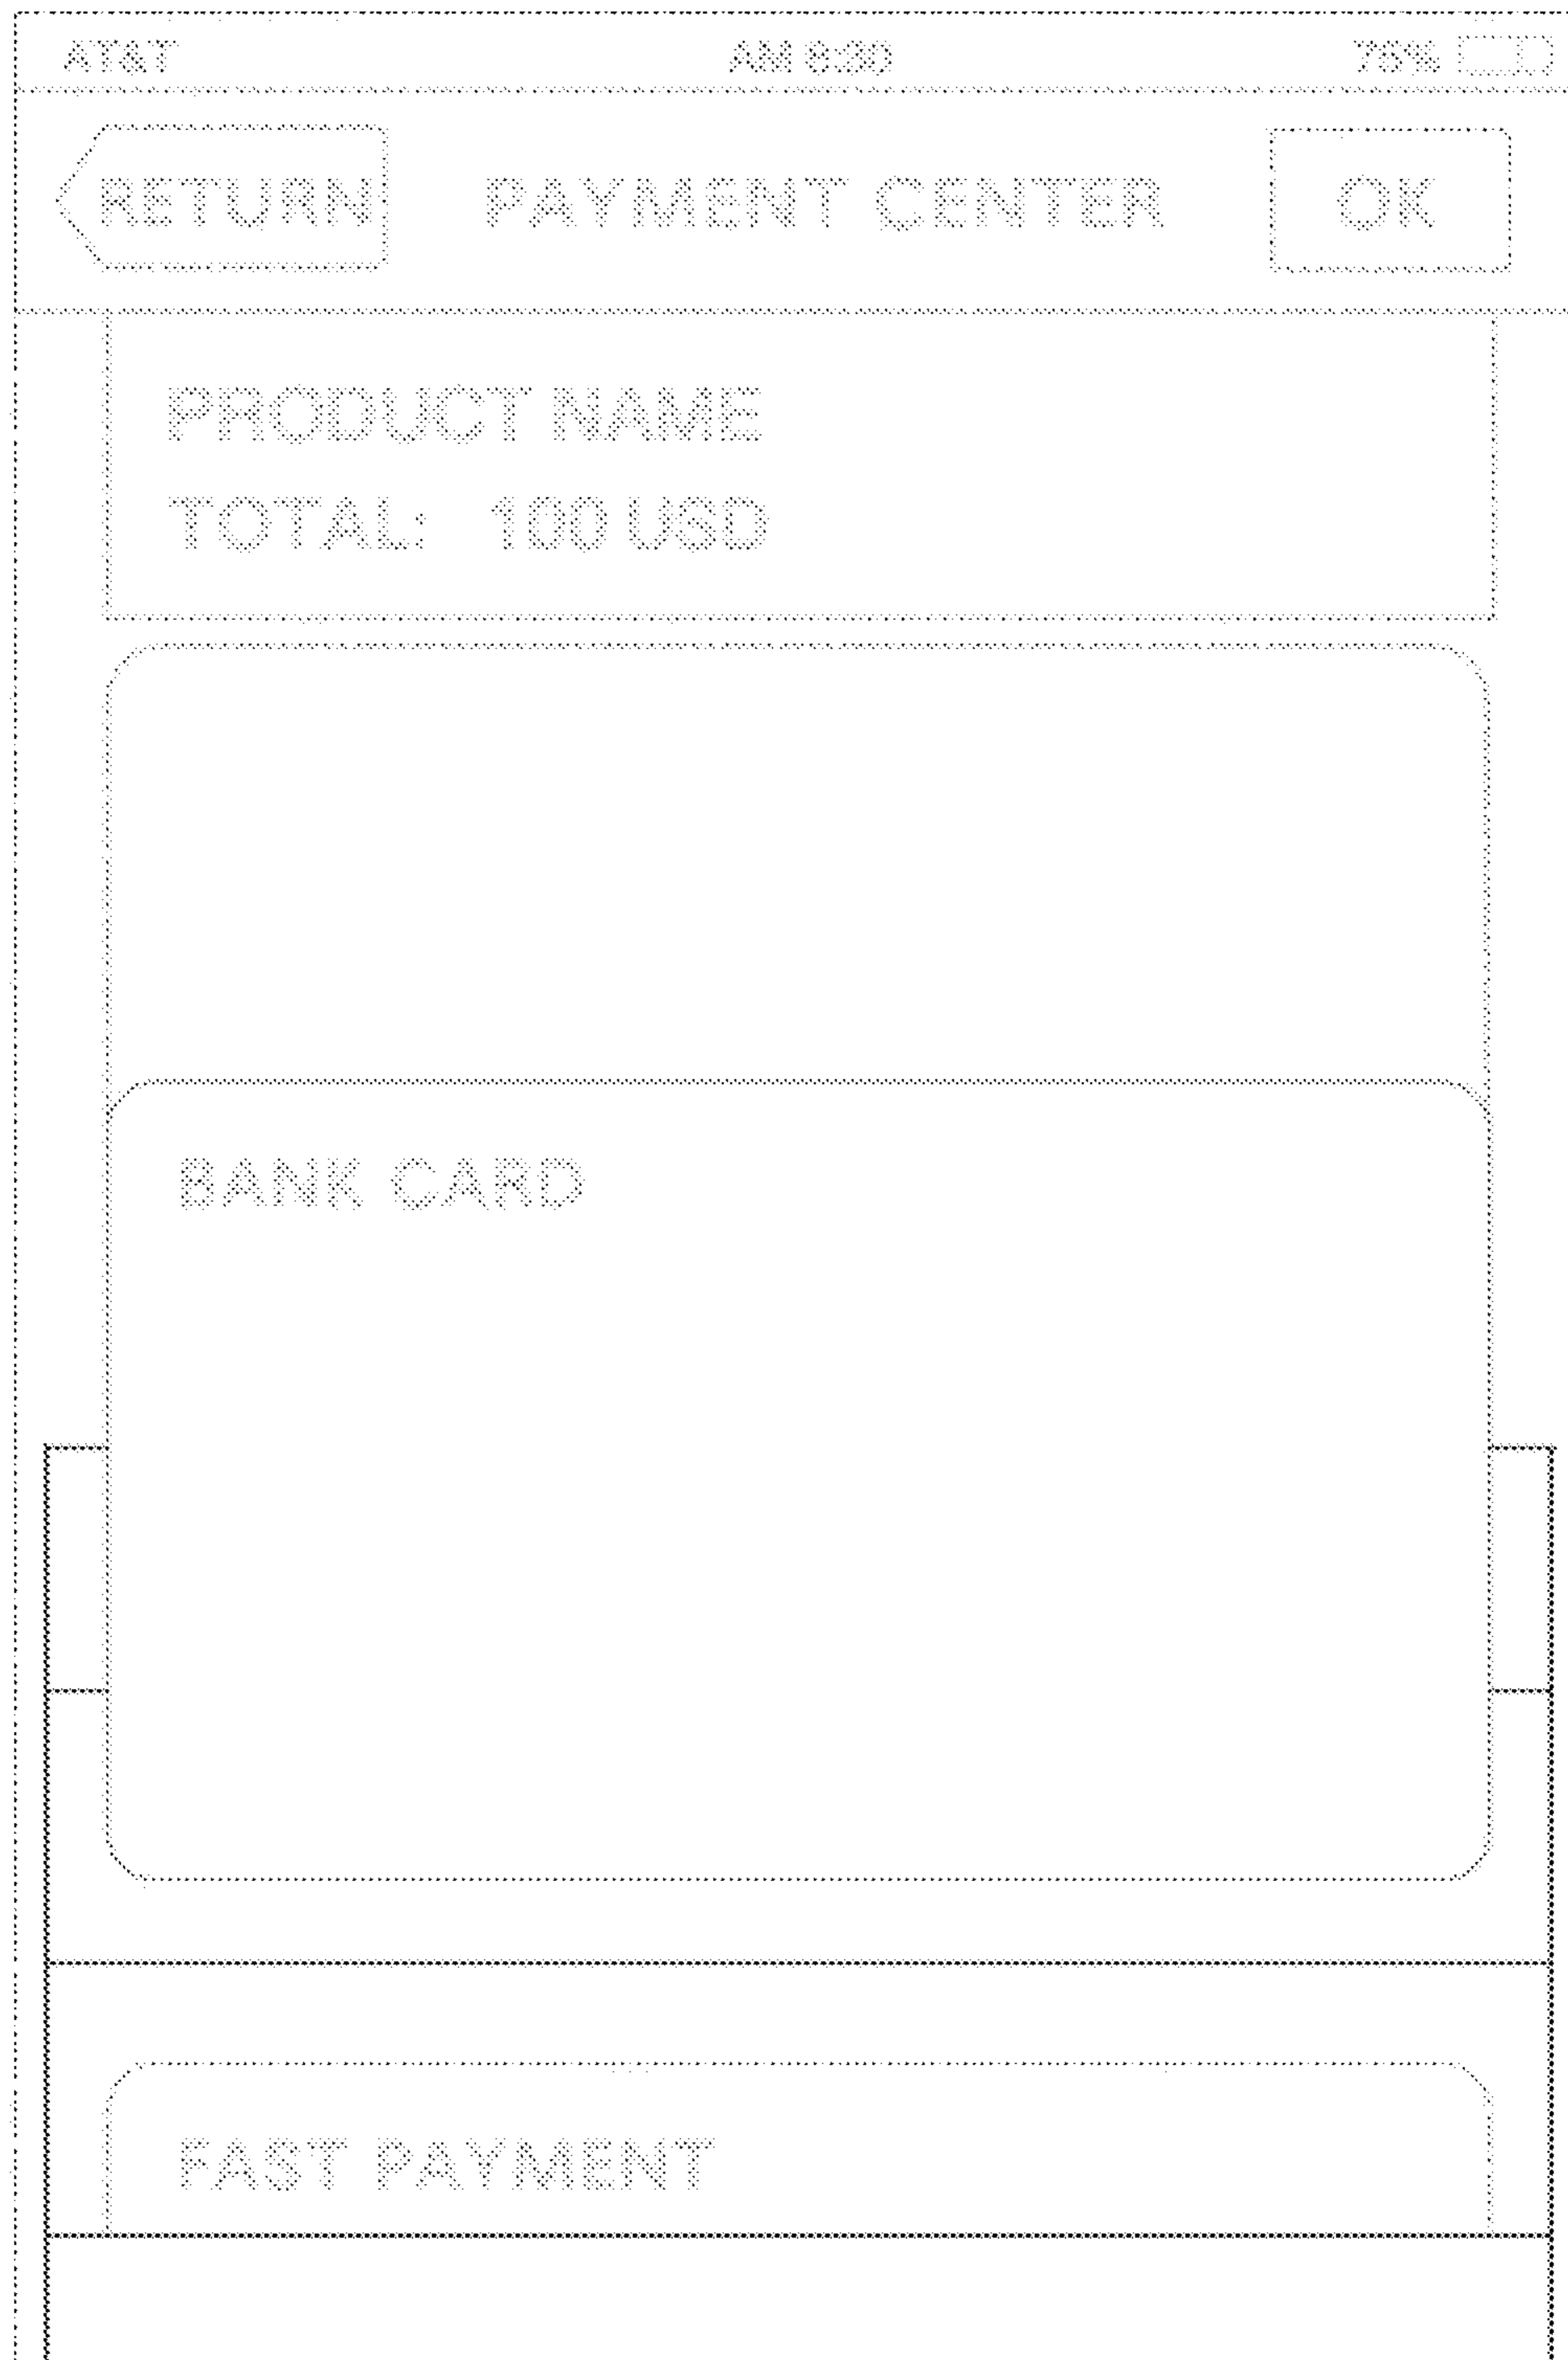 AT&T AM 8:30 75%
RETURN PAYMENT CENTER OK
PRODUCT NAME
TOTAL: 100 USD
BANK CARD
FAST PAYMENT